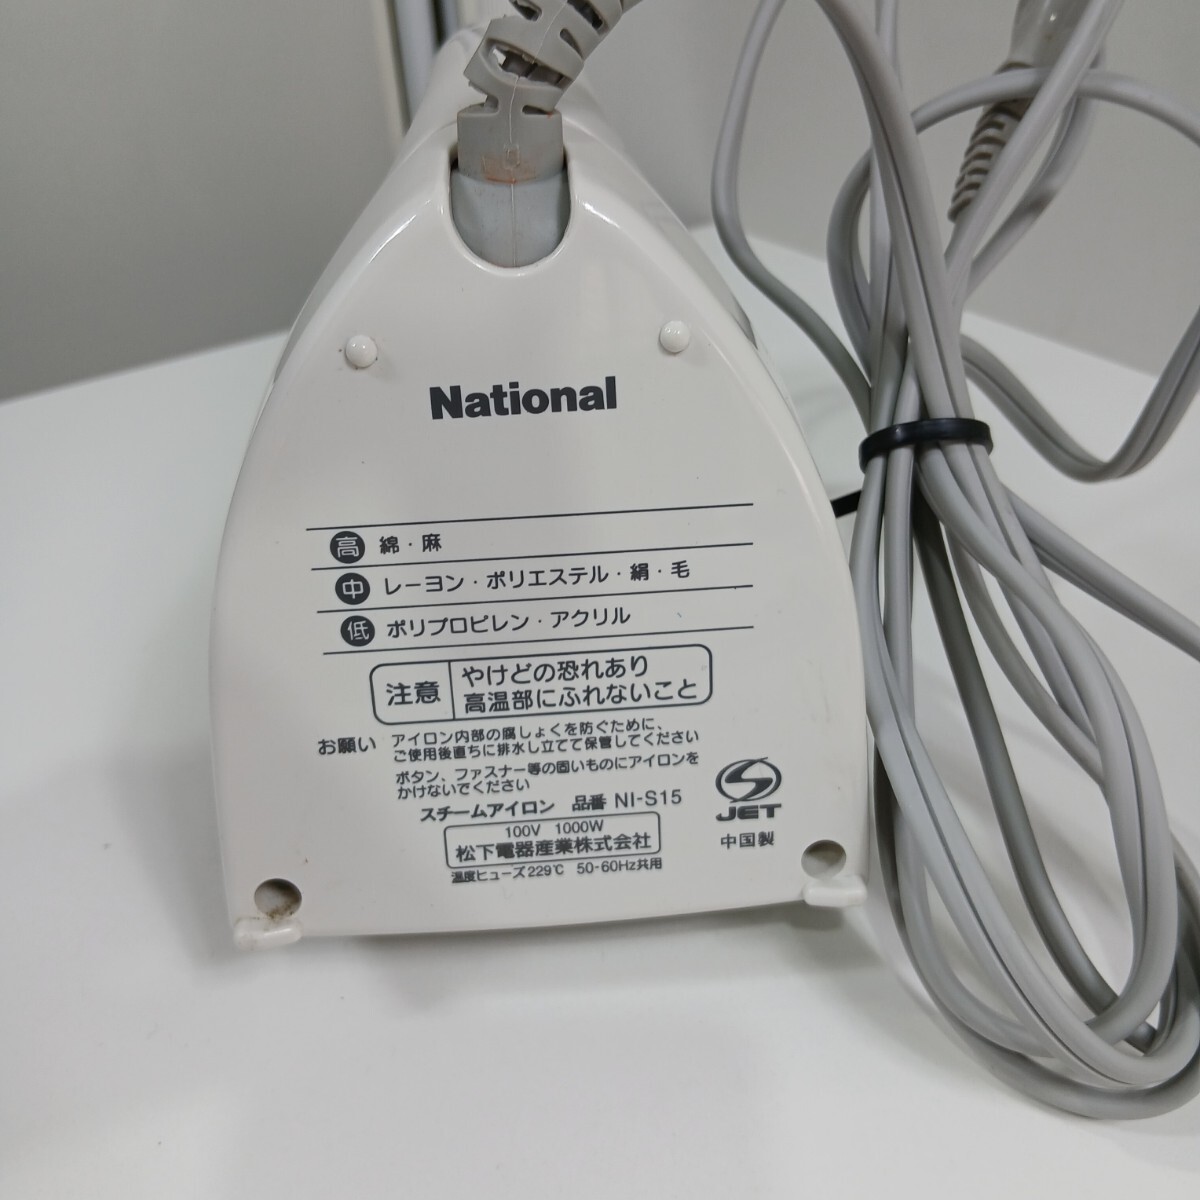 National
高 綿・麻
中 レーヨン・ポリエステル・絹・毛
低 ポリプロピレン・アクリル
注意
やけどの恐れあり
高温部にふれないこと
お願い
アイロン内部の腐しょくを防ぐために、
ご使用後直ちに排水し立てて保管してください
ボタン、ファスナー等の固いものにアイロンを
かけないでください
スチームアイロン 品番 NI-S15
100V 1000W
松下電器産業株式会社
温度ヒューズ229℃ 50-60Hz共用
JET
中国製